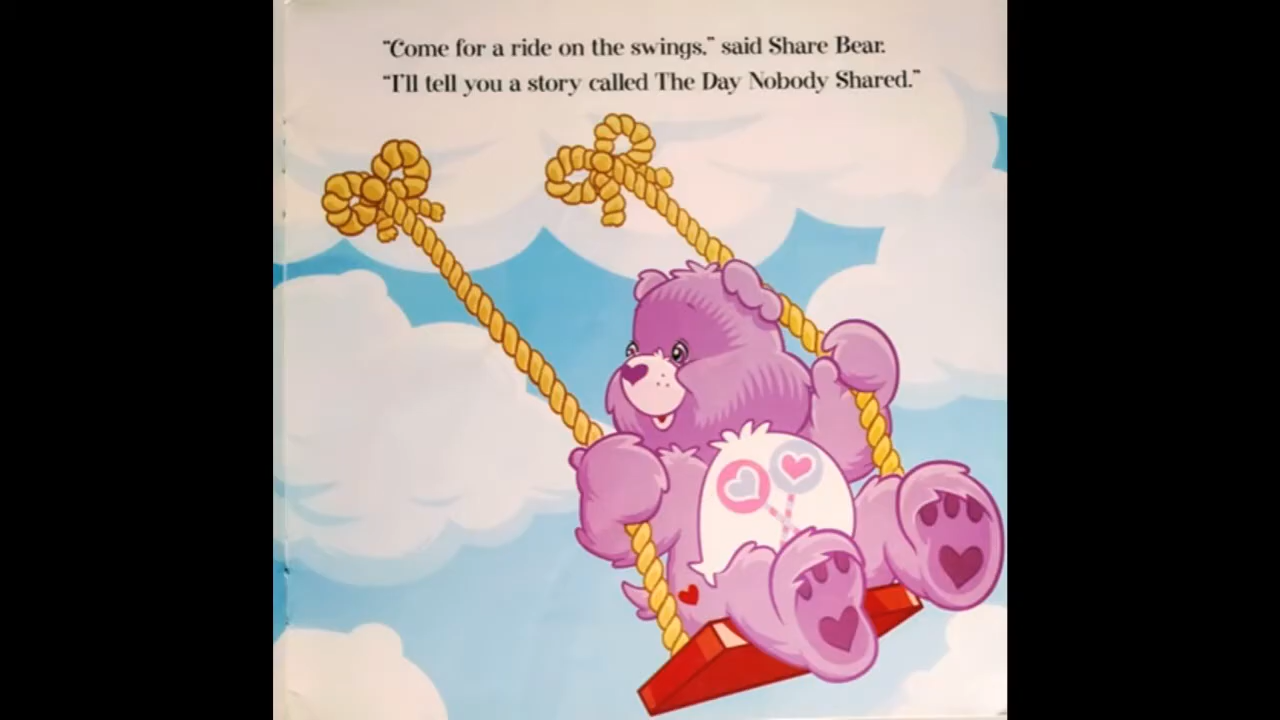 "Come for a ride on the swings," said Share Bear.
"I'll tell you a story called The Day Nobody Shared."